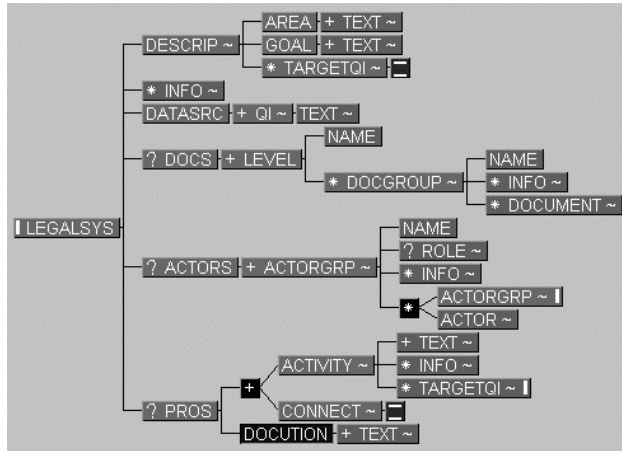 AREA + TEXT ~
DESCRIP ~ GOAL + TEXT ~
* TARGETQI ~
* INFO ~
DATASRC + QI ~ TEXT ~
NAME
? DOCS + LEVEL
NAME
* DOCGROUP ~ * INFO ~
* DOCUMENT ~
LEGALSYS
NAME
? ROLE ~
? ACTORS + ACTORGRP ~ * INFO ~
* ACTORGRP ~
ACTOR ~
+ TEXT ~
ACTIVITY ~ * INFO ~
+ * TARGETQI ~
? PROS CONNECT ~
DOCUTION + TEXT ~